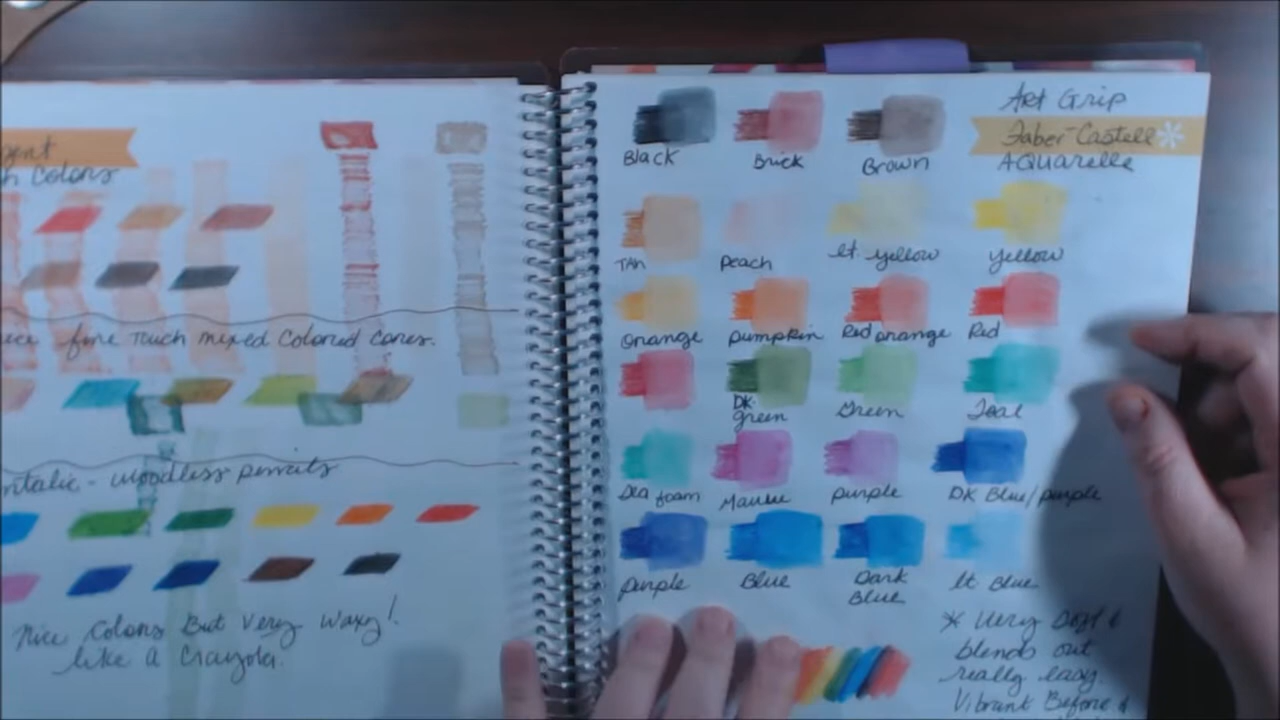 gent
h Colors
fine Touch mixed Colored Cores.
woodless pencils
Nice Colors But Very Waxy!
like a Crayola.
Art Grip
Faber-Castell
AQuarelle
Black Brick Brown
TAN Peach Lt. yellow yellow
Orange Pumpkin Red orange Red
DK. green Green Teal
Sea foam Mauve purple DK Blue/purple
purple Blue Dark Blue Lt Blue
* Very Soft &
blends out
really easy
Vibrant Before &